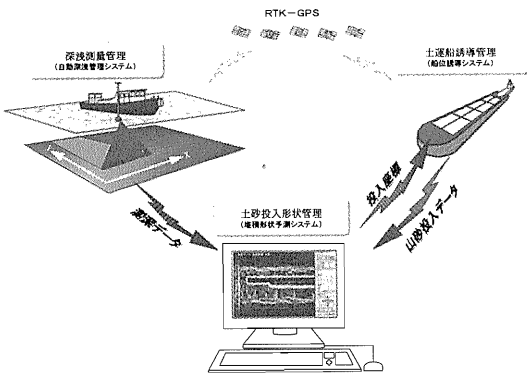 RTK－GPS
深浅測量管理
(自動深浅管理システム)
土運船誘導管理
(船位誘導システム)
深深データ
土砂投入形状管理
(堆積形状予測システム)
投入座標
山砂投入データ